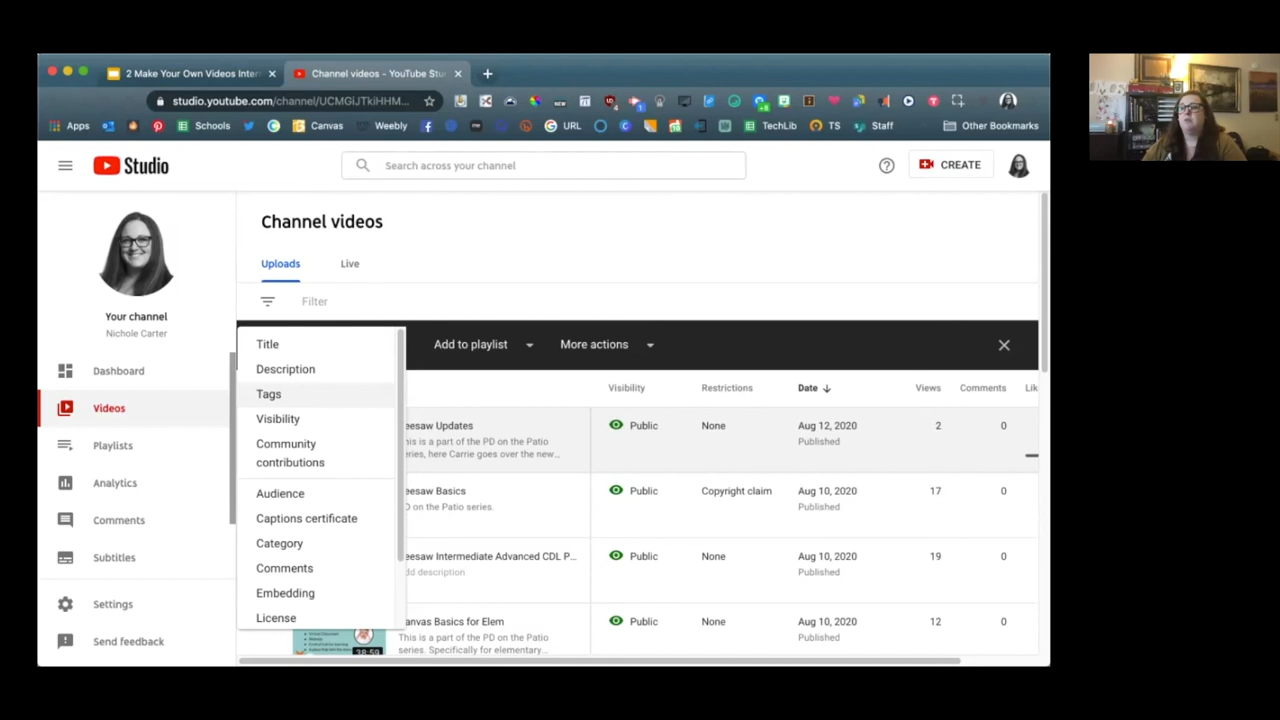 2 Make Your Own Videos Inter
Channel videos - YouTube Stu
studio.youtube.com/channel/UCMGiJTkiHHM...
Apps
Schools
Canvas
Weebly
URL
TechLib
TS
Staff
Other Bookmarks
Studio
Search across your channel
CREATE
Your channel
Nichole Carter
Dashboard
Videos
Playlists
Analytics
Comments
Subtitles
Settings
Send feedback
Channel videos
Uploads
Live
Filter
Add to playlist
More actions
Title
Description
Tags
Visibility
Community
contributions
Audience
Captions certificate
Category
Comments
Embedding
License
Visibility
Restrictions
Date
Views
Comments
Lik
eesaw Updates
Public
None
Aug 12, 2020
2
0
his is a part of the PD on the Patio
eries, here Carrie goes over the new...
Published
eesaw Basics
Public
Copyright claim
Aug 10, 2020
17
0
D on the Patio series.
Published
eesaw Intermediate Advanced CDL P...
Public
None
Aug 10, 2020
19
0
dd description
Published
anvas Basics for Elem
Public
None
Aug 10, 2020
12
0
This is a part of the PD on the Patio
series. Specifically for elementary...
Published
38:59